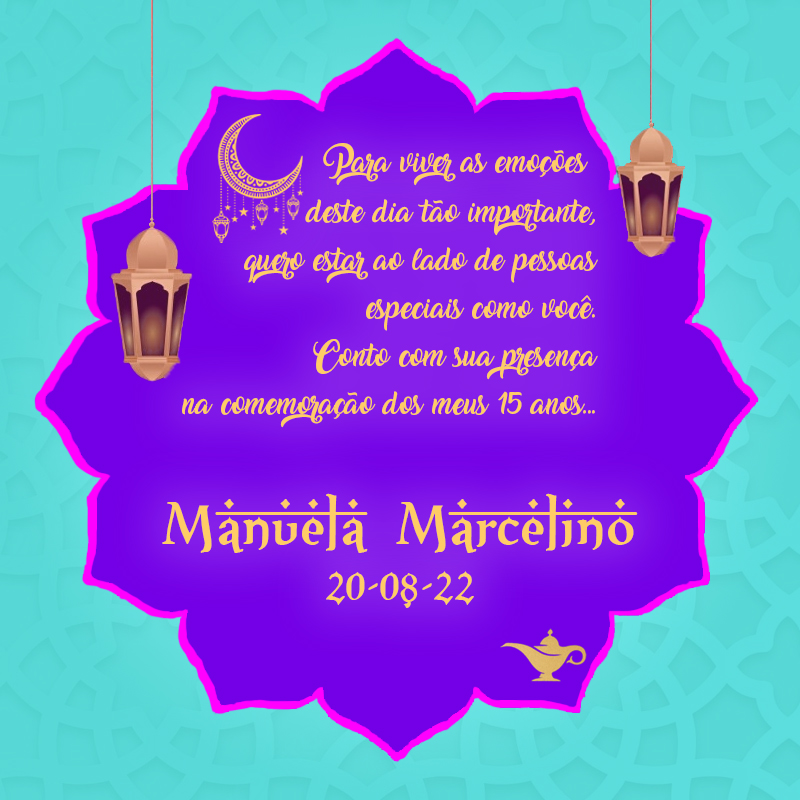 Para viver as emoções
deste dia tão importante,
quero estar ao lado de pessoas
especiais como você.
Conto com sua presença
na comemoração dos meus 15 anos...
Manuela Marcelino
20-08-22